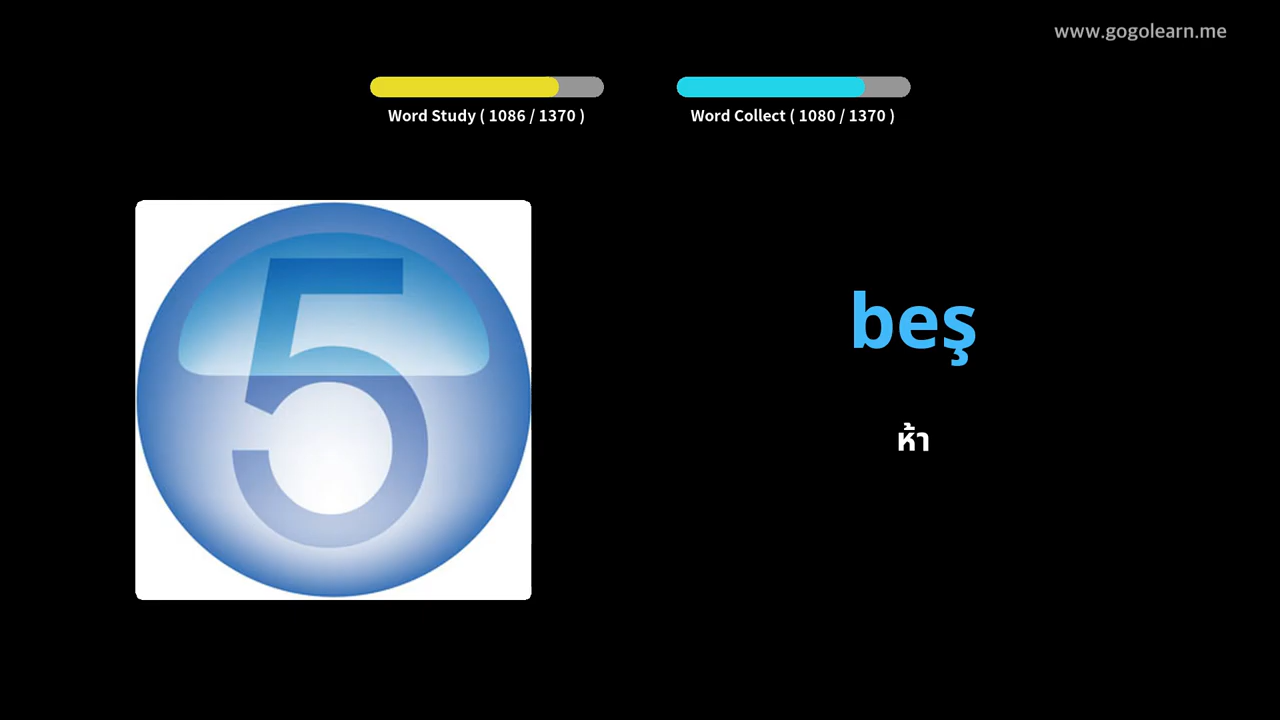 www.gogolearn.me
Word Study ( 1086 / 1370 )
Word Collect ( 1080 / 1370 )
5
beş
ห้า